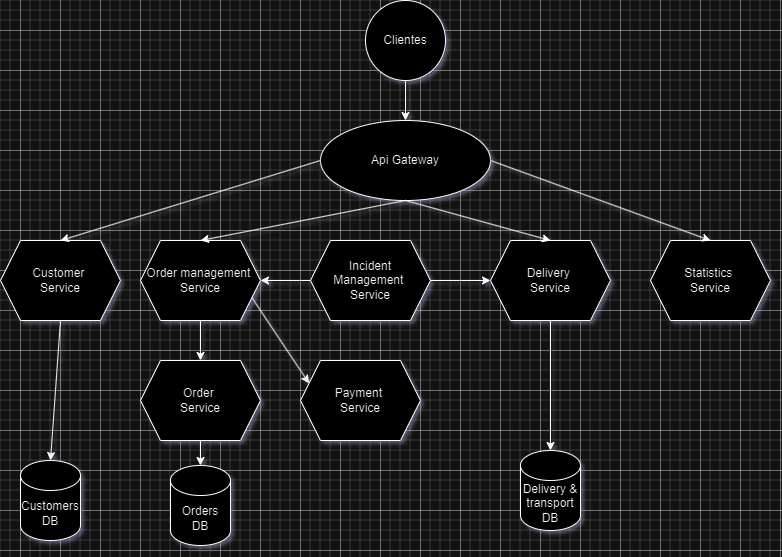 Clientes
Api Gateway
Customer
Service
Order management
Service
Incident
Management
Service
Delivery
Service
Statistics
Service
Order
Service
Payment
Service
Customers
DB
Orders
DB
Delivery &
transport
DB